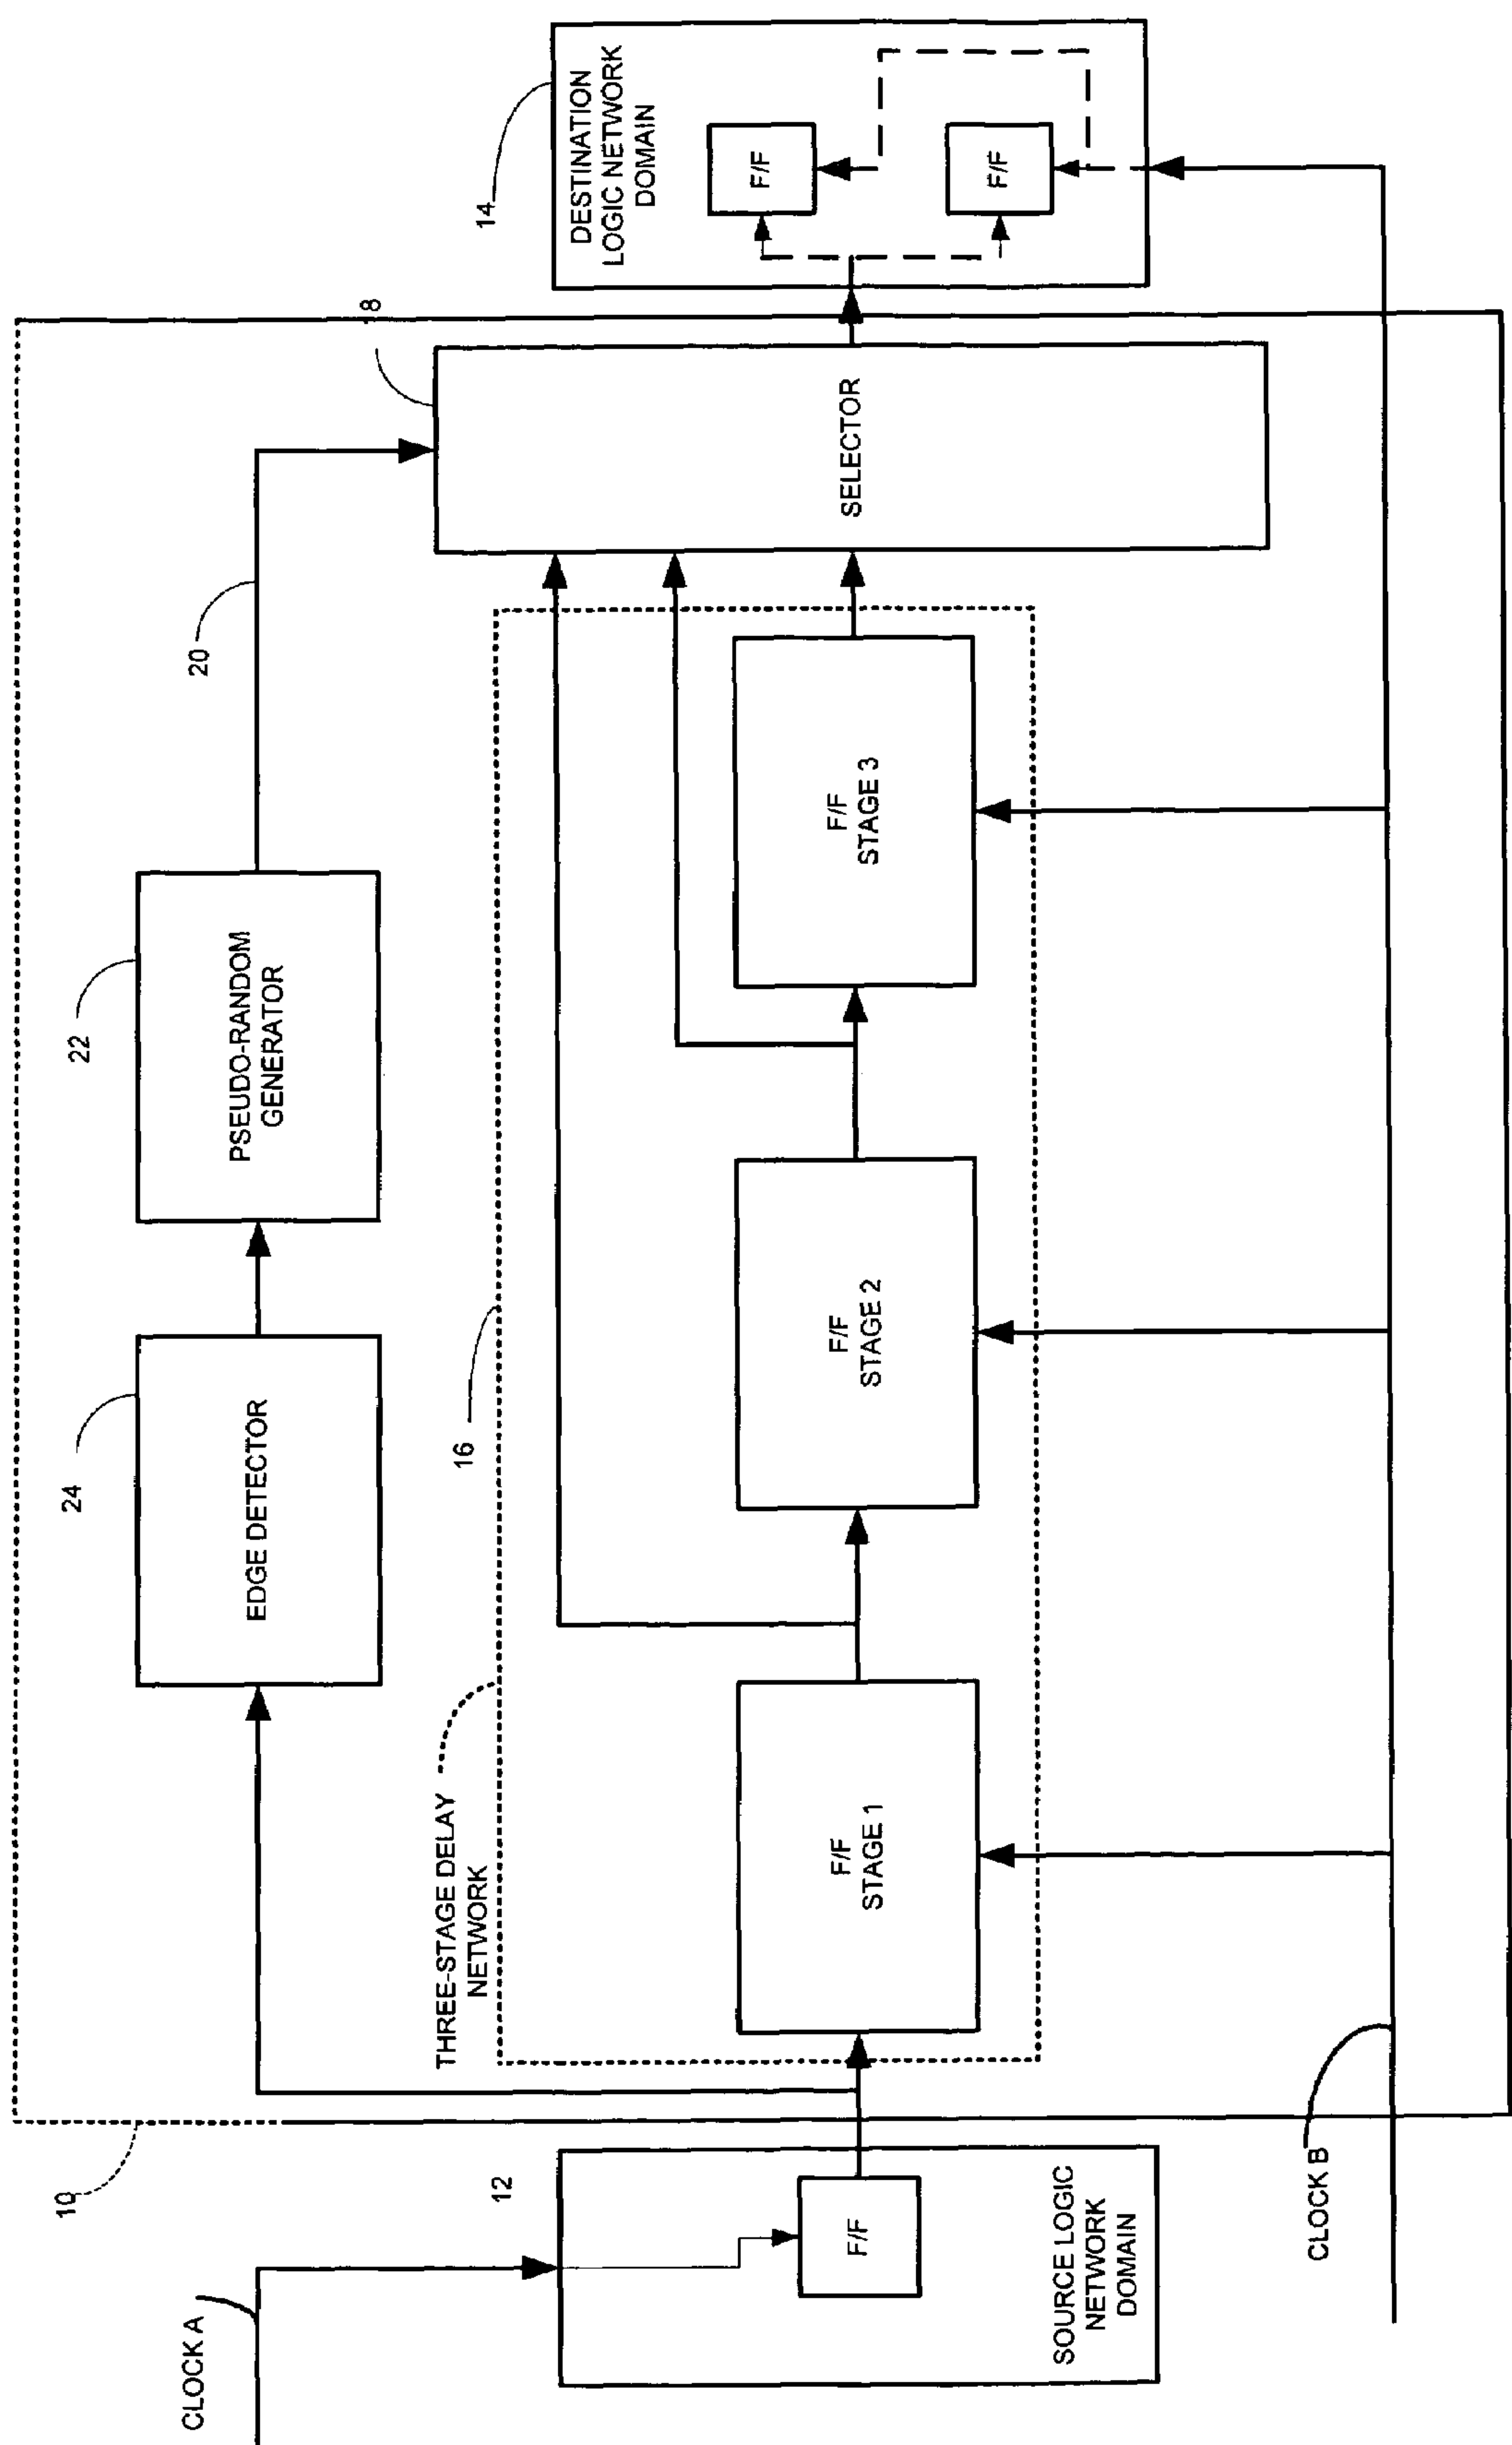 CLOCK A
10
12
F/F
SOURCE LOGIC
NETWORK
DOMAIN
CLOCK B
24
EDGE DETECTOR
22
PSEUDO-RANDOM
GENERATOR
20
THREE-STAGE DELAY
NETWORK
16
F/F
STAGE 1
F/F
STAGE 2
F/F
STAGE 3
8
SELECTOR
14
DESTINATION
LOGIC NETWORK
DOMAIN
F/F
F/F